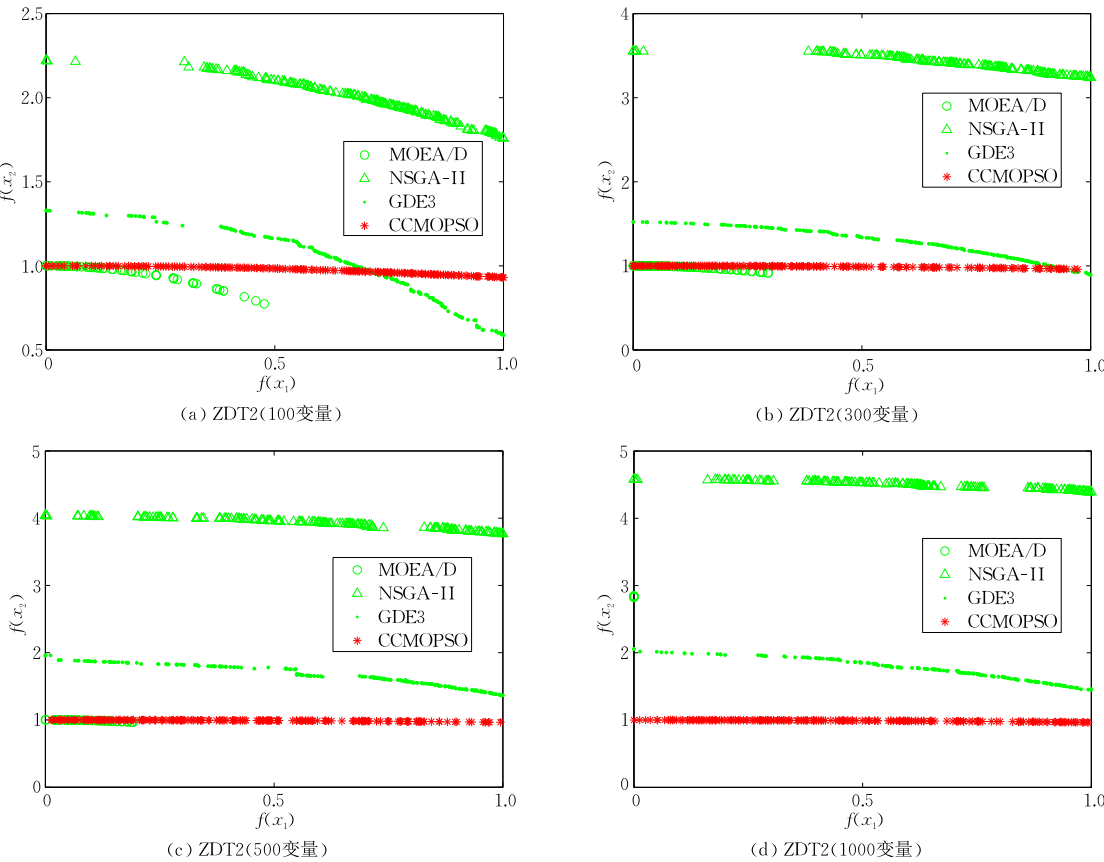 2.5
2.0
1.5
1.0
0.5
f(x₂)
MOEA/D
NSGA-II
GDE3
CCMOPSO
0
0.5
1.0
f(x₁)
(a) ZDT2(100变量)
4
3
2
1
0
f(x₂)
MOEA/D
NSGA-II
GDE3
CCMOPSO
0
0.5
1.0
f(x₁)
(b) ZDT2(300变量)
5
4
3
2
1
0
f(x₂)
MOEA/D
NSGA-II
GDE3
CCMOPSO
0
0.5
1.0
f(x₁)
(c) ZDT2(500变量)
5
4
3
2
1
0
f(x₂)
MOEA/D
NSGA-II
GDE3
CCMOPSO
0
0.5
1.0
f(x₁)
(d) ZDT2(1000变量)